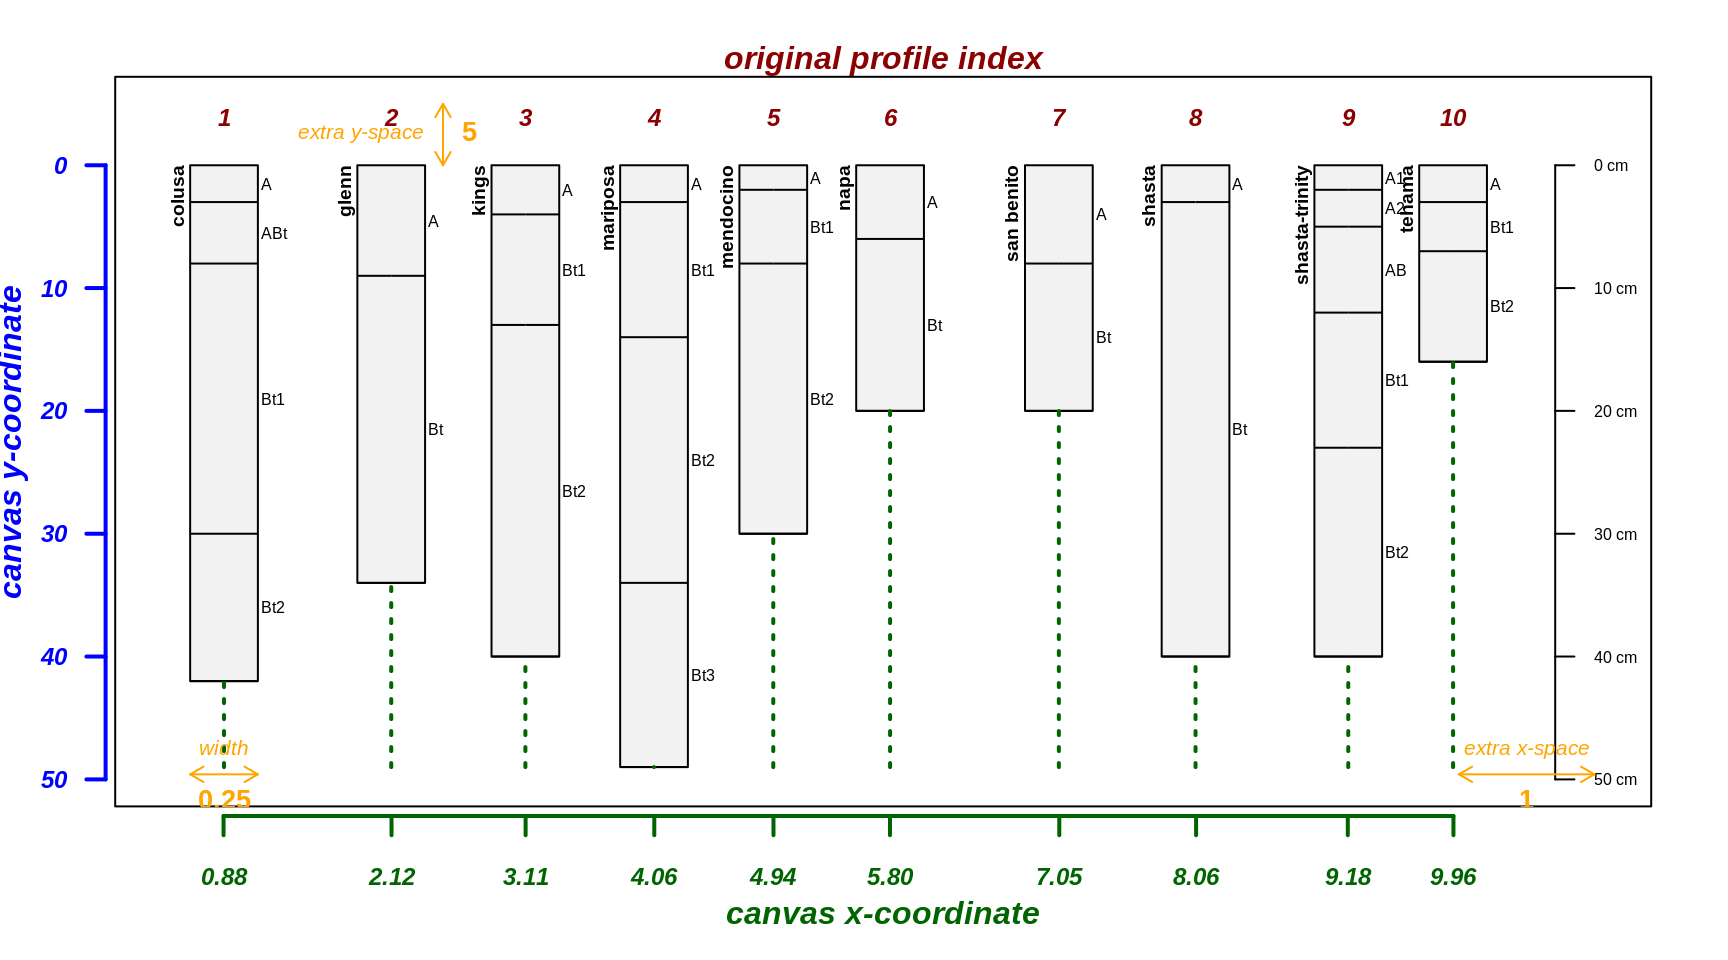 original profile index
1 2 3 4 5 6 7 8 9 10
extra y-space 5
canvas y-coordinate
0
10
20
30
40
50
colusa
A
ABt
Bt1
Bt2
glenn
A
Bt
kings
A
Bt1
Bt2
mariposa
A
Bt1
Bt2
Bt3
mendocino
A
Bt1
Bt2
napa
A
Bt
san benito
A
Bt
shasta
A
Bt
shasta-trinity
A1
A2
AB
Bt1
Bt2
tehama
A
Bt1
Bt2
0 cm
10 cm
20 cm
30 cm
40 cm
50 cm
width
0.25
extra x-space
1
0.88 2.12 3.11 4.06 4.94 5.80 7.05 8.06 9.18 9.96
canvas x-coordinate